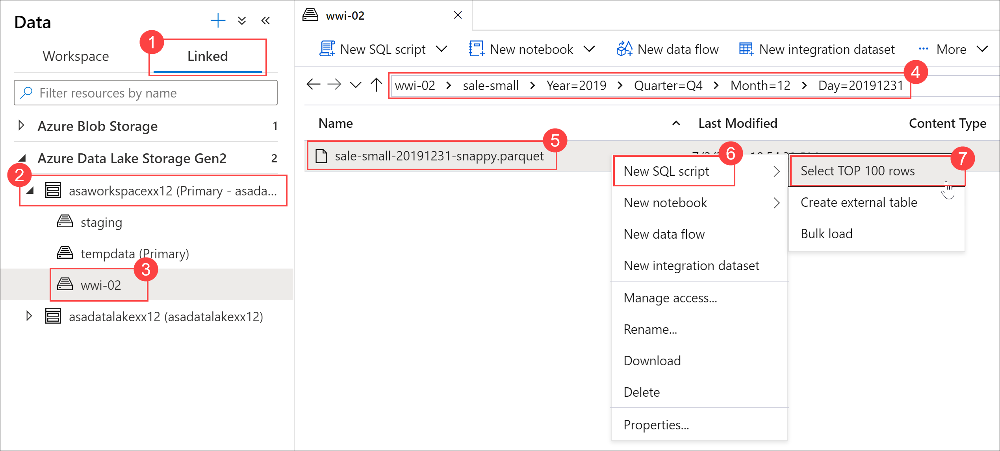 Data
1
Workspace
Linked
Filter resources by name
Azure Blob Storage 1
Azure Data Lake Storage Gen2 2
2
asaworkspacexx12 (Primary - asada...
staging
tempdata (Primary)
3
wwi-02
asadatalakexx12 (asadatalakexx12)
wwi-02
New SQL script
New notebook
New data flow
New integration dataset
More
4
wwi-02 > sale-small > Year=2019 > Quarter=Q4 > Month=12 > Day=20191231
Name
Last Modified
Content Type
5
sale-small-20191231-snappy.parquet
6
New SQL script
New notebook
New data flow
New integration dataset
Manage access...
Rename...
Download
Delete
Properties...
7
Select TOP 100 rows
Create external table
Bulk load